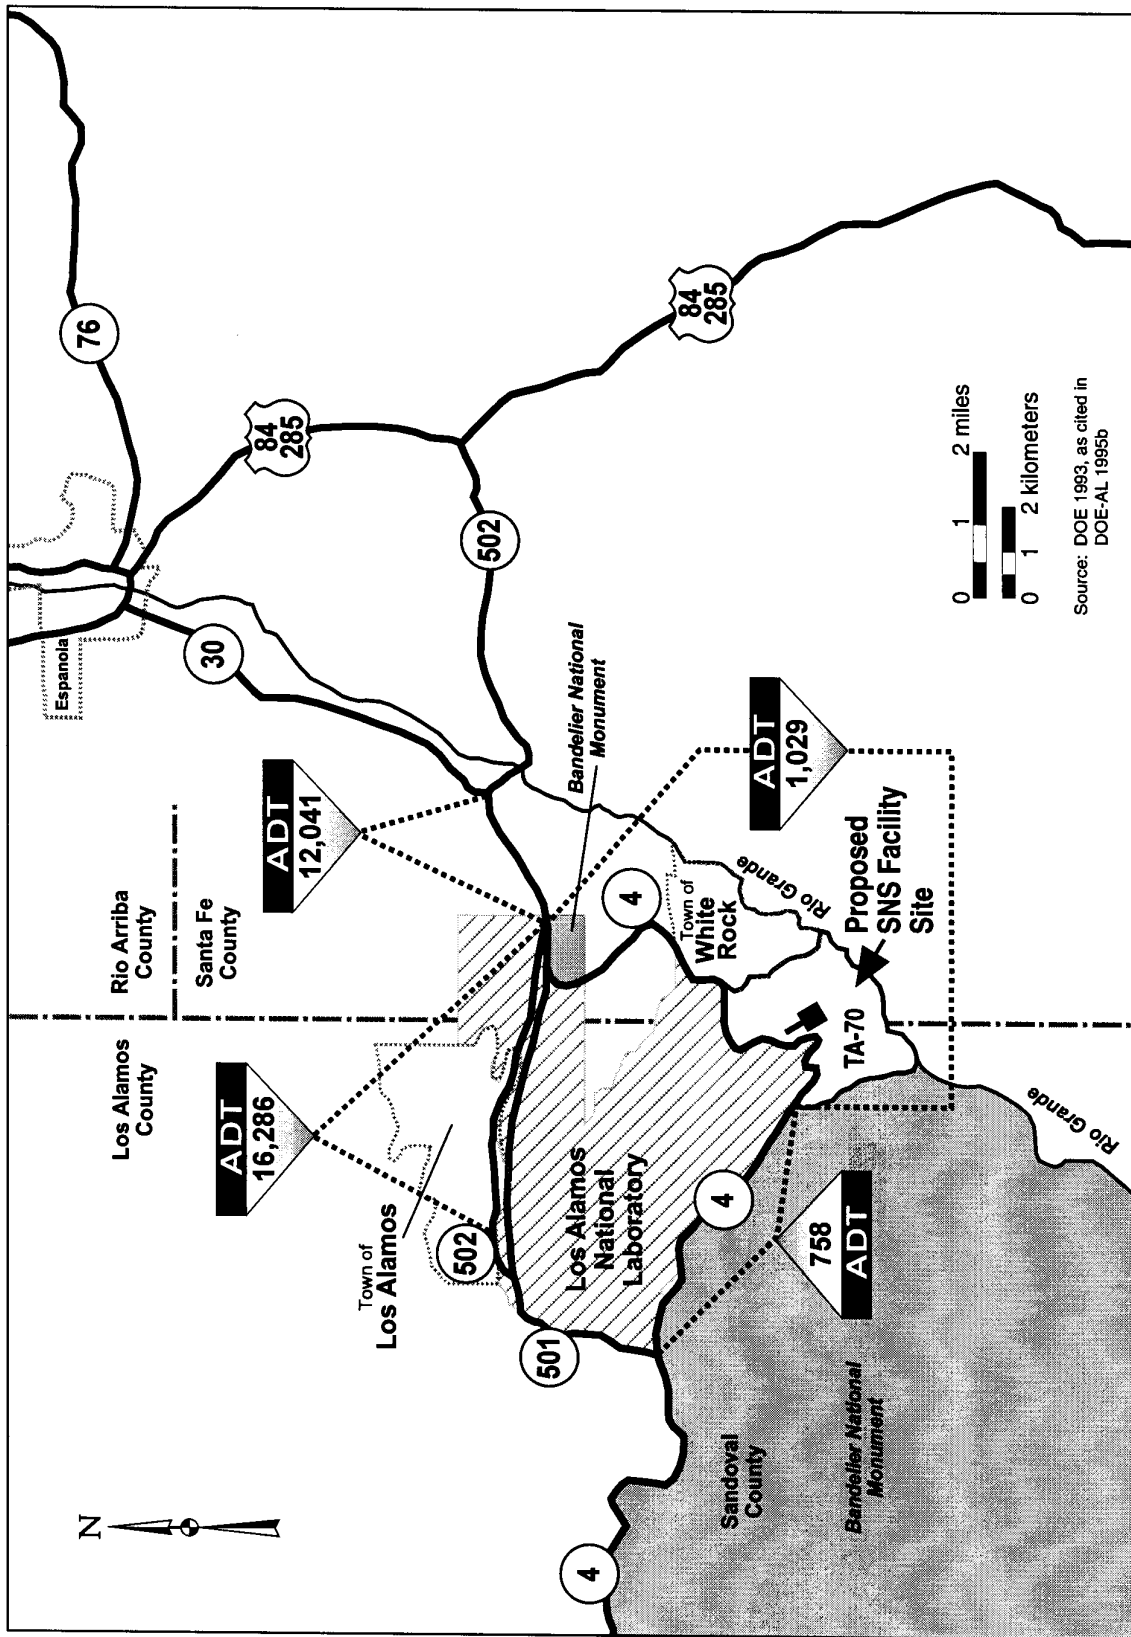 N
Los Alamos
County
Rio Arriba
County
Santa Fe
County
Espanola
76
30
84
285
ADT
16,286
ADT
12,041
Town of
Los Alamos
502
502
84
285
501
Bandelier National
Monument
4
Los Alamos
National
Laboratory
4
Town of
White
Rock
Rio Grande
ADT
1,029
4
Sandoval
County
758
ADT
TA-70
Proposed
SNS Facility
Site
Bandelier National
Monument
Rio Grande
0 1 2 miles
0 1 2 kilometers
Source: DOE 1993, as cited in
DOE-AL 1995b